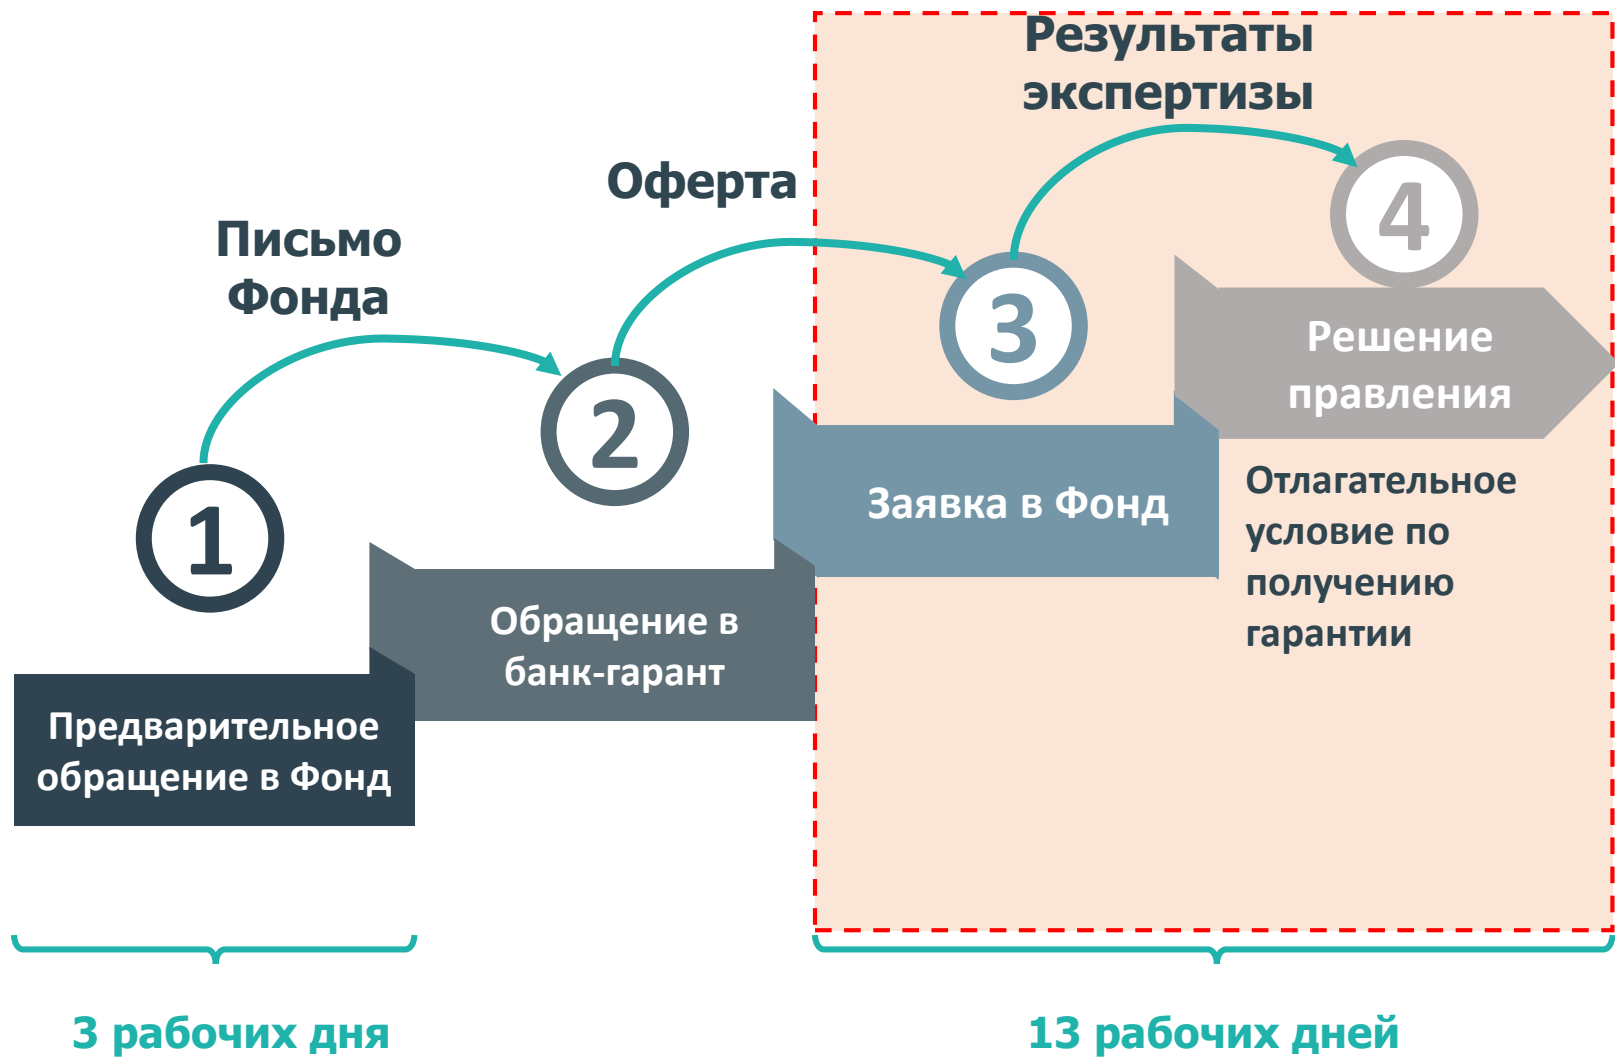 Результаты
экспертизы
Оферта
Письмо
Фонда
1
2
3
4
Предварительное
обращение в Фонд
Обращение в
банк-гарант
Заявка в Фонд
Решение
правления
Отлагательное
условие по
получению
гарантии
3 рабочих дня
13 рабочих дней